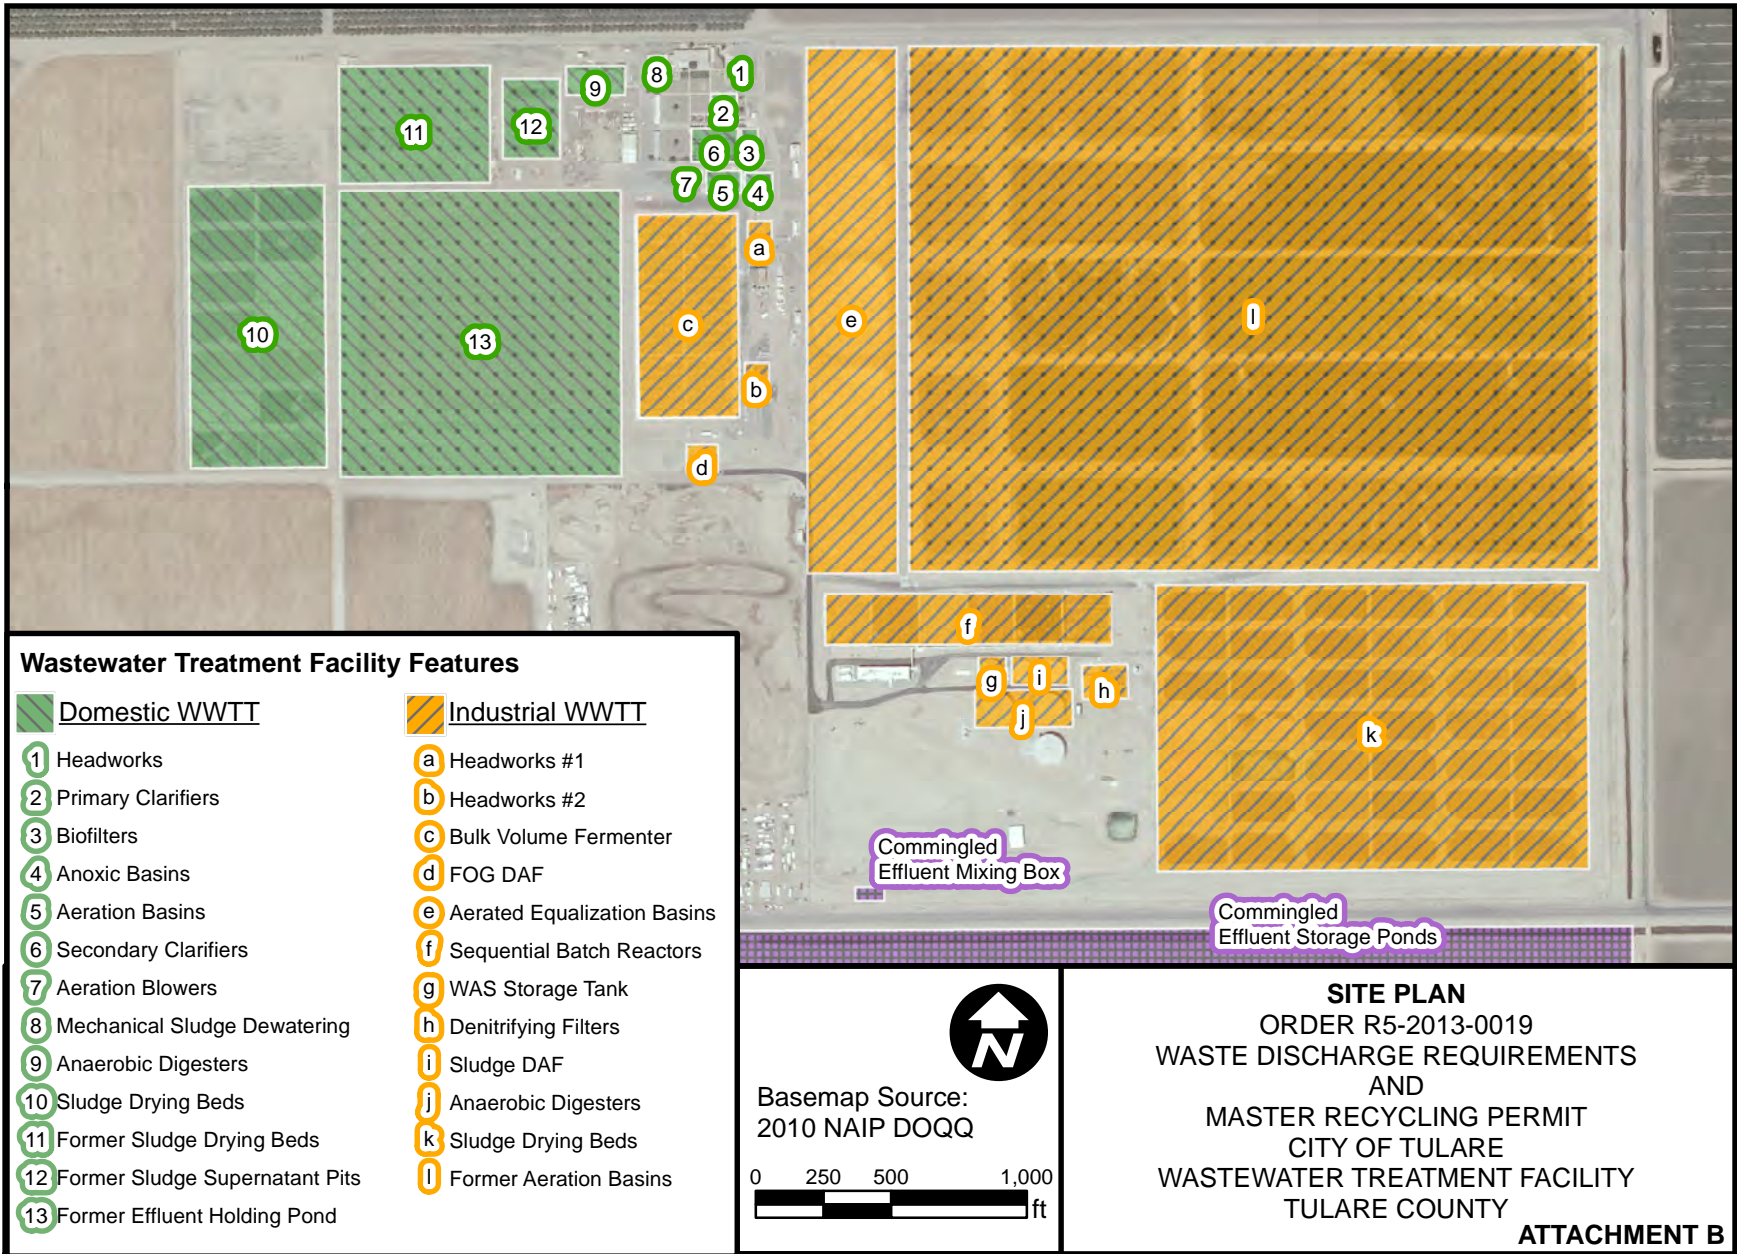 8
1
9
2
11
12
6
3
7
5
4
a
10
13
c
e
l
b
d
f
g
i
h
j
k
Commingled
Effluent Mixing Box
Commingled
Effluent Storage Ponds
Wastewater Treatment Facility Features
Domestic WWTT
1 Headworks
2 Primary Clarifiers
3 Biofilters
4 Anoxic Basins
5 Aeration Basins
6 Secondary Clarifiers
7 Aeration Blowers
8 Mechanical Sludge Dewatering
9 Anaerobic Digesters
10 Sludge Drying Beds
11 Former Sludge Drying Beds
12 Former Sludge Supernatant Pits
13 Former Effluent Holding Pond
Industrial WWTT
a Headworks #1
b Headworks #2
c Bulk Volume Fermenter
d FOG DAF
e Aerated Equalization Basins
f Sequential Batch Reactors
g WAS Storage Tank
h Denitrifying Filters
i Sludge DAF
j Anaerobic Digesters
k Sludge Drying Beds
l Former Aeration Basins
N
Basemap Source:
2010 NAIP DOQQ
0 250 500 1,000
ft
SITE PLAN
ORDER R5-2013-0019
WASTE DISCHARGE REQUIREMENTS
AND
MASTER RECYCLING PERMIT
CITY OF TULARE
WASTEWATER TREATMENT FACILITY
TULARE COUNTY
ATTACHMENT B